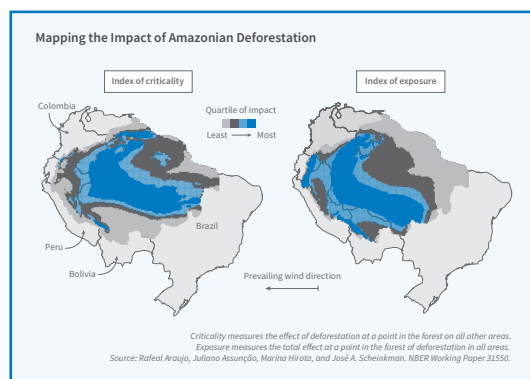 Mapping the Impact of Amazonian Deforestation
Index of criticality
Index of exposure
Colombia
Quartile of impact
Least → Most
Brazil
Peru
Bolivia
Prevailing wind direction
Criticality measures the effect of deforestation at a point in the forest on all other areas.
Exposure measures the total effect at a point in the forest of deforestation in all areas.
Source: Rafeal Araujo, Juliano Assunção, Marina Hirota, and José A. Scheinkman. NBER Working Paper 31550.